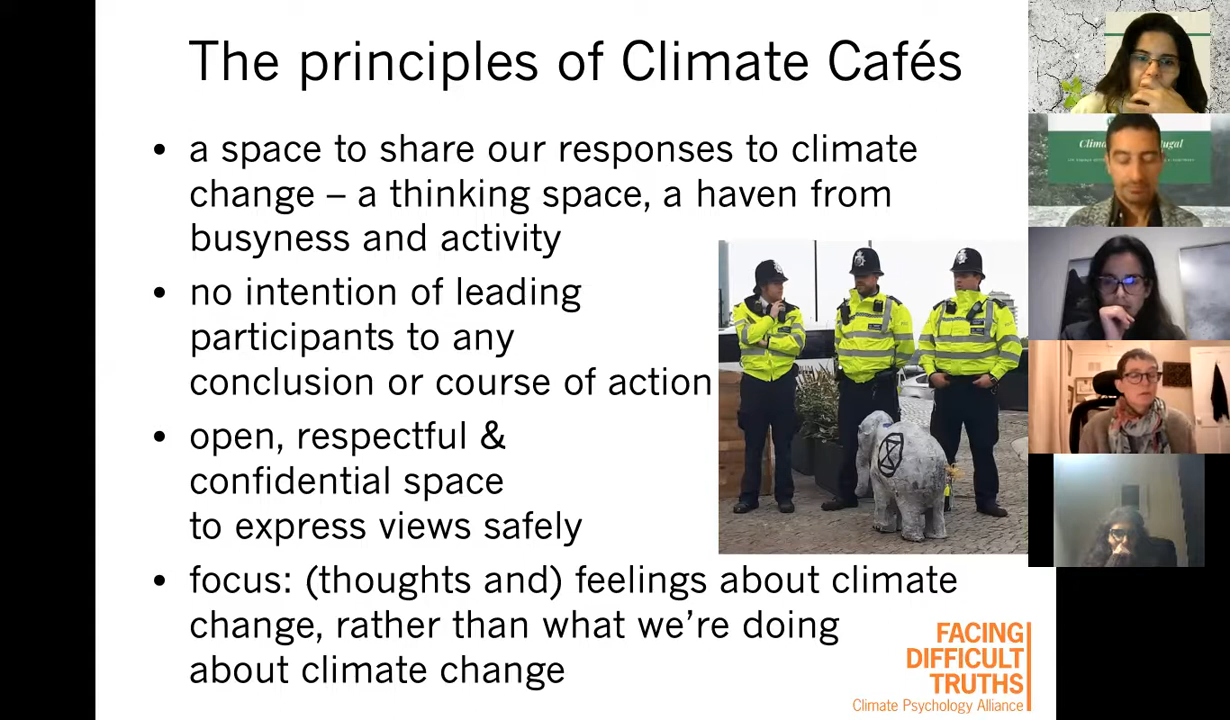 The principles of Climate Cafés
• a space to share our responses to climate
change – a thinking space, a haven from
busyness and activity
• no intention of leading
participants to any
conclusion or course of action
• open, respectful &
confidential space
to express views safely
• focus: (thoughts and) feelings about climate
change, rather than what we’re doing
about climate change
FACING
DIFFICULT
TRUTHS
Climate Psychology Alliance